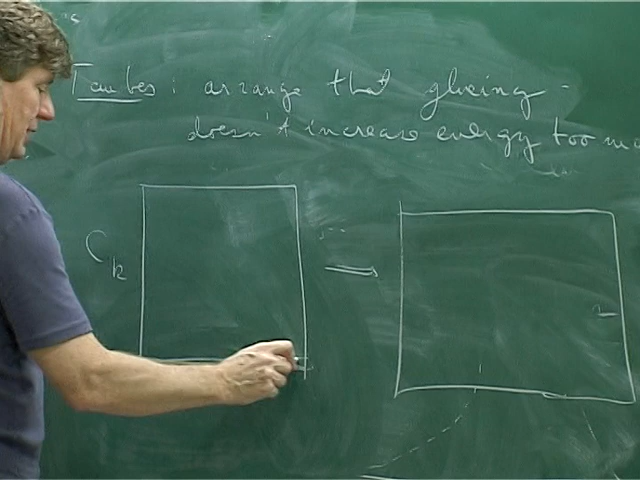 Taubes : arrange that glueing -
doesn't increase energy too
C_k